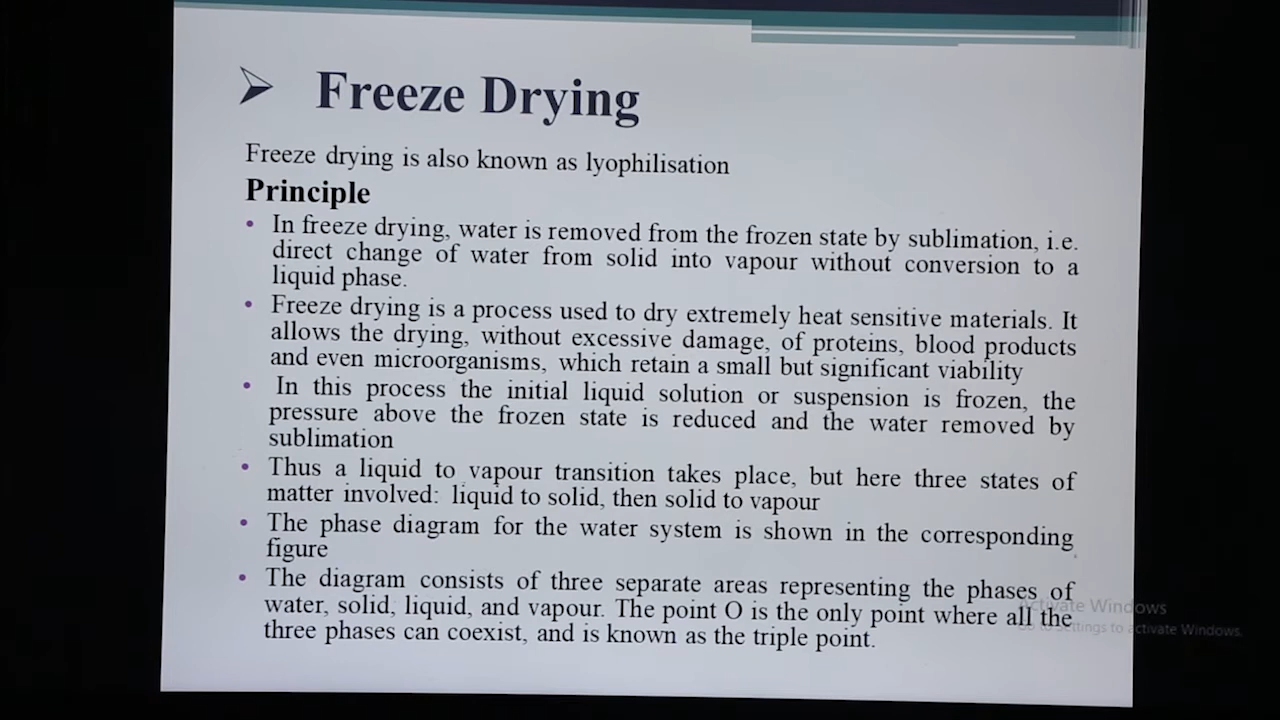 Freeze Drying
Freeze drying is also known as lyophilisation
Principle
• In freeze drying, water is removed from the frozen state by sublimation, i.e.
direct change of water from solid into vapour without conversion to a
liquid phase.
• Freeze drying is a process used to dry extremely heat sensitive materials. It
allows the drying, without excessive damage, of proteins, blood products
and even microorganisms, which retain a small but significant viability
• In this process the initial liquid solution or suspension is frozen, the
pressure above the frozen state is reduced and the water removed by
sublimation
• Thus a liquid to vapour transition takes place, but here three states of
matter involved: liquid to solid, then solid to vapour
• The phase diagram for the water system is shown in the corresponding
figure
• The diagram consists of three separate areas representing the phases of
water, solid, liquid, and vapour. The point O is the only point where all the
three phases can coexist, and is known as the triple point.
Activate Windows
Go to Settings to activate Windows.